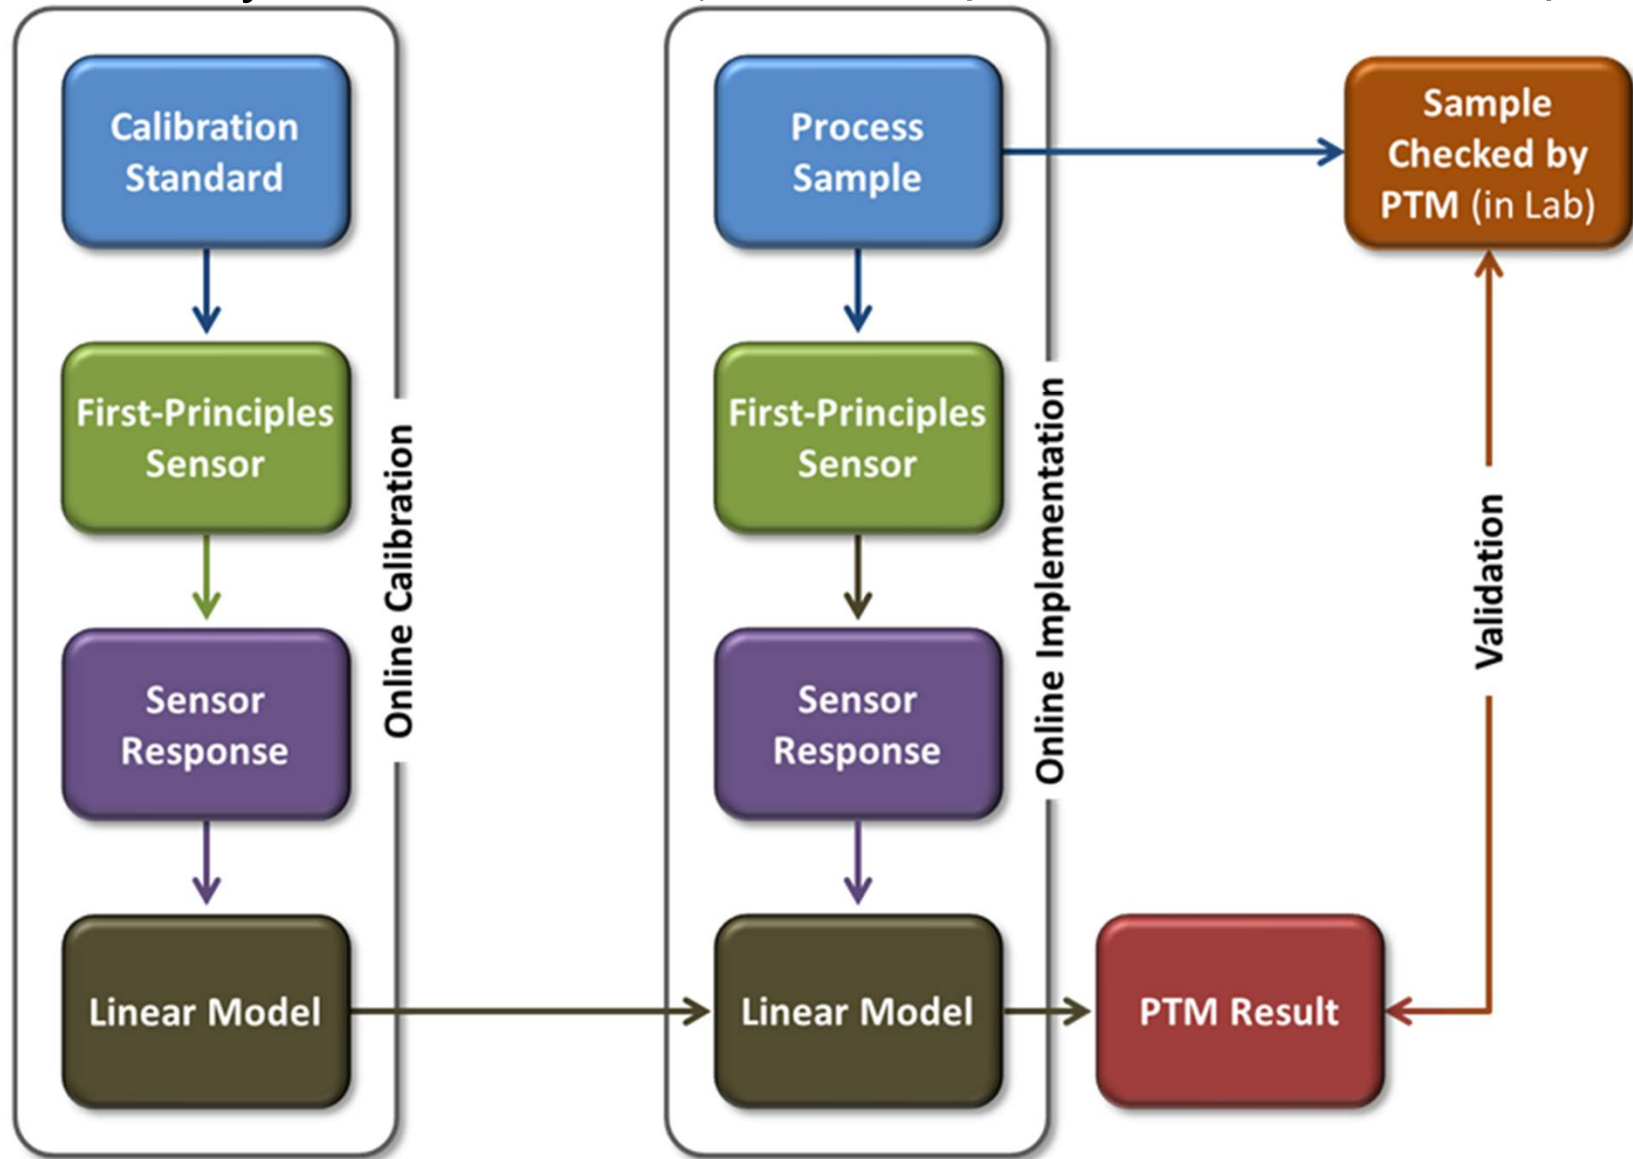 Calibration
Standard
First-Principles
Sensor
Sensor
Response
Linear Model
Online Calibration
Process
Sample
First-Principles
Sensor
Sensor
Response
Linear Model
Online Implementation
Sample
Checked by
PTM (in Lab)
Validation
PTM Result